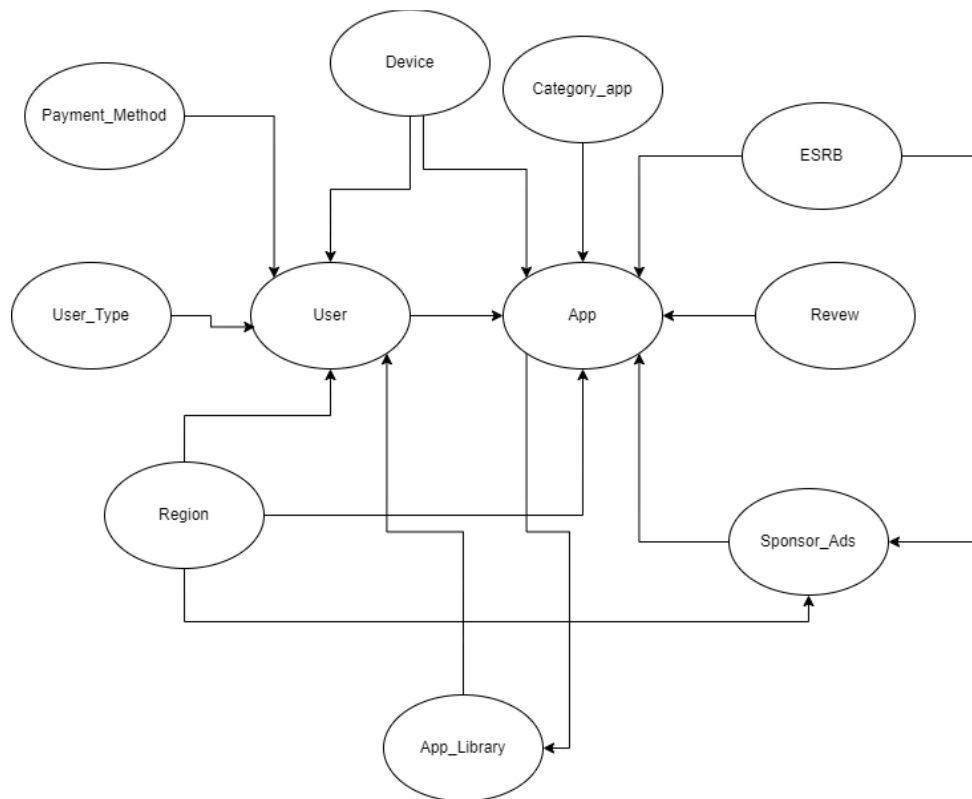 Device
Category_app
Payment_Method
ESRB
User_Type
User
App
Revew
Region
Sponsor_Ads
App_Library